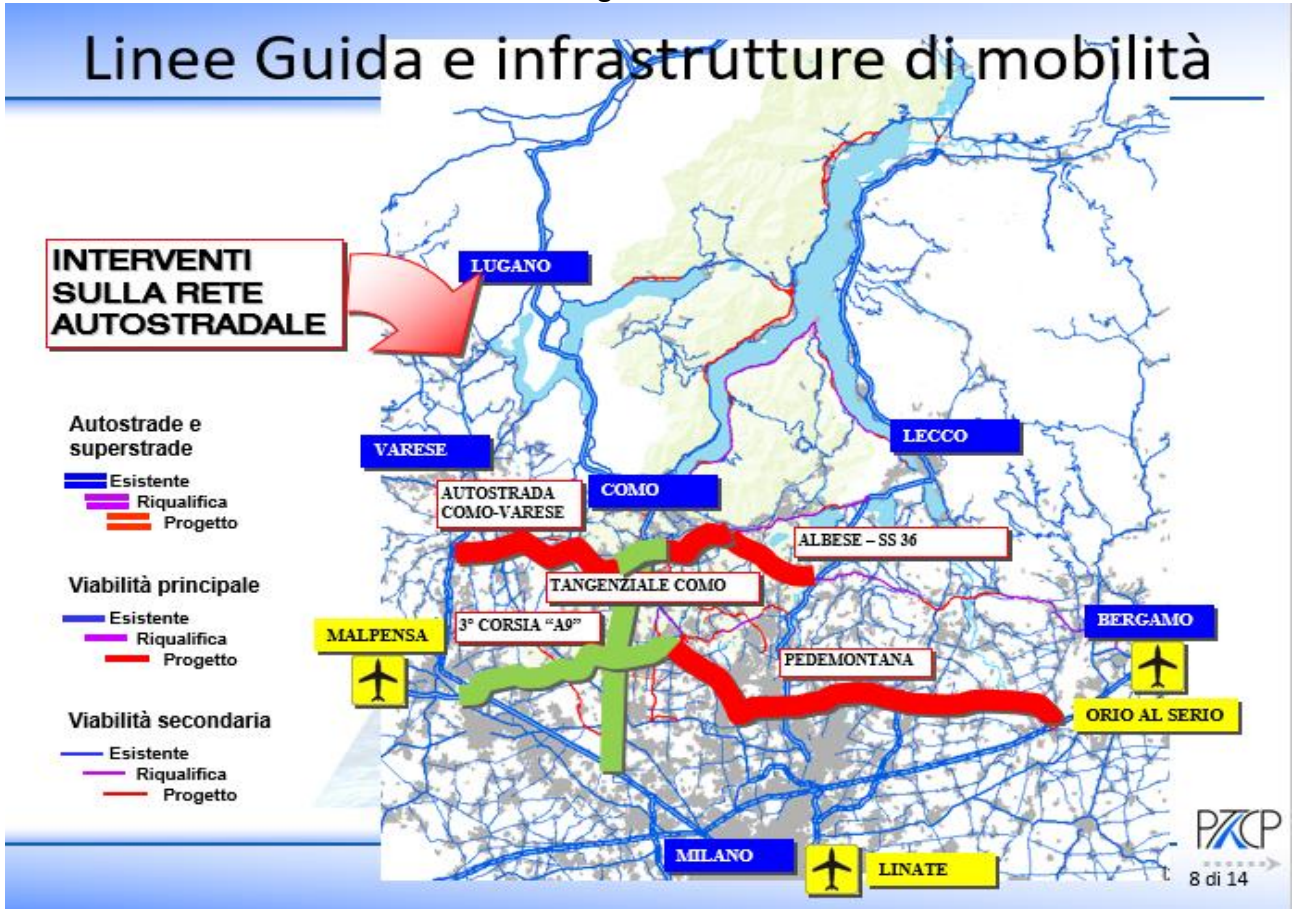 Linee Guida e infrastrutture di mobilità
INTERVENTI
SULLA RETE
AUTOSTRADALE
LUGANO
Autostrade e
superstrade
Esistente
Riqualifica
Progetto
Viabilità principale
Esistente
Riqualifica
Progetto
Viabilità secondaria
Esistente
Riqualifica
Progetto
VARESE
LECCO
COMO
AUTOSTRADA
COMO-VARESE
ALBESE – SS 36
TANGENZIALE COMO
3° CORSIA “A9”
MALPENSA
BERGAMO
PEDEMONTANA
ORIO AL SERIO
MILANO
LINATE
PTCP
8 di 14